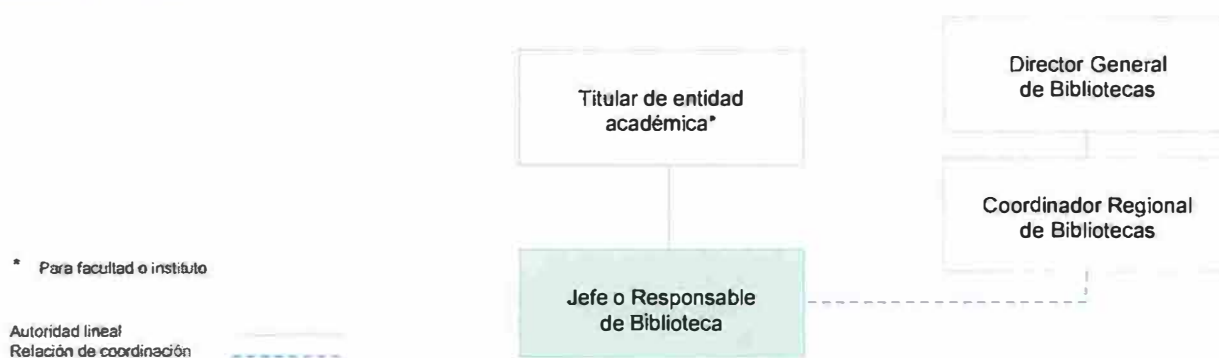 Director General
de Bibliotecas
Titular de entidad
académica*
Coordinador Regional
de Bibliotecas
* Para facultad o instituto
Jefe o Responsable
de Biblioteca
Autoridad lineal
Relación de coordinación